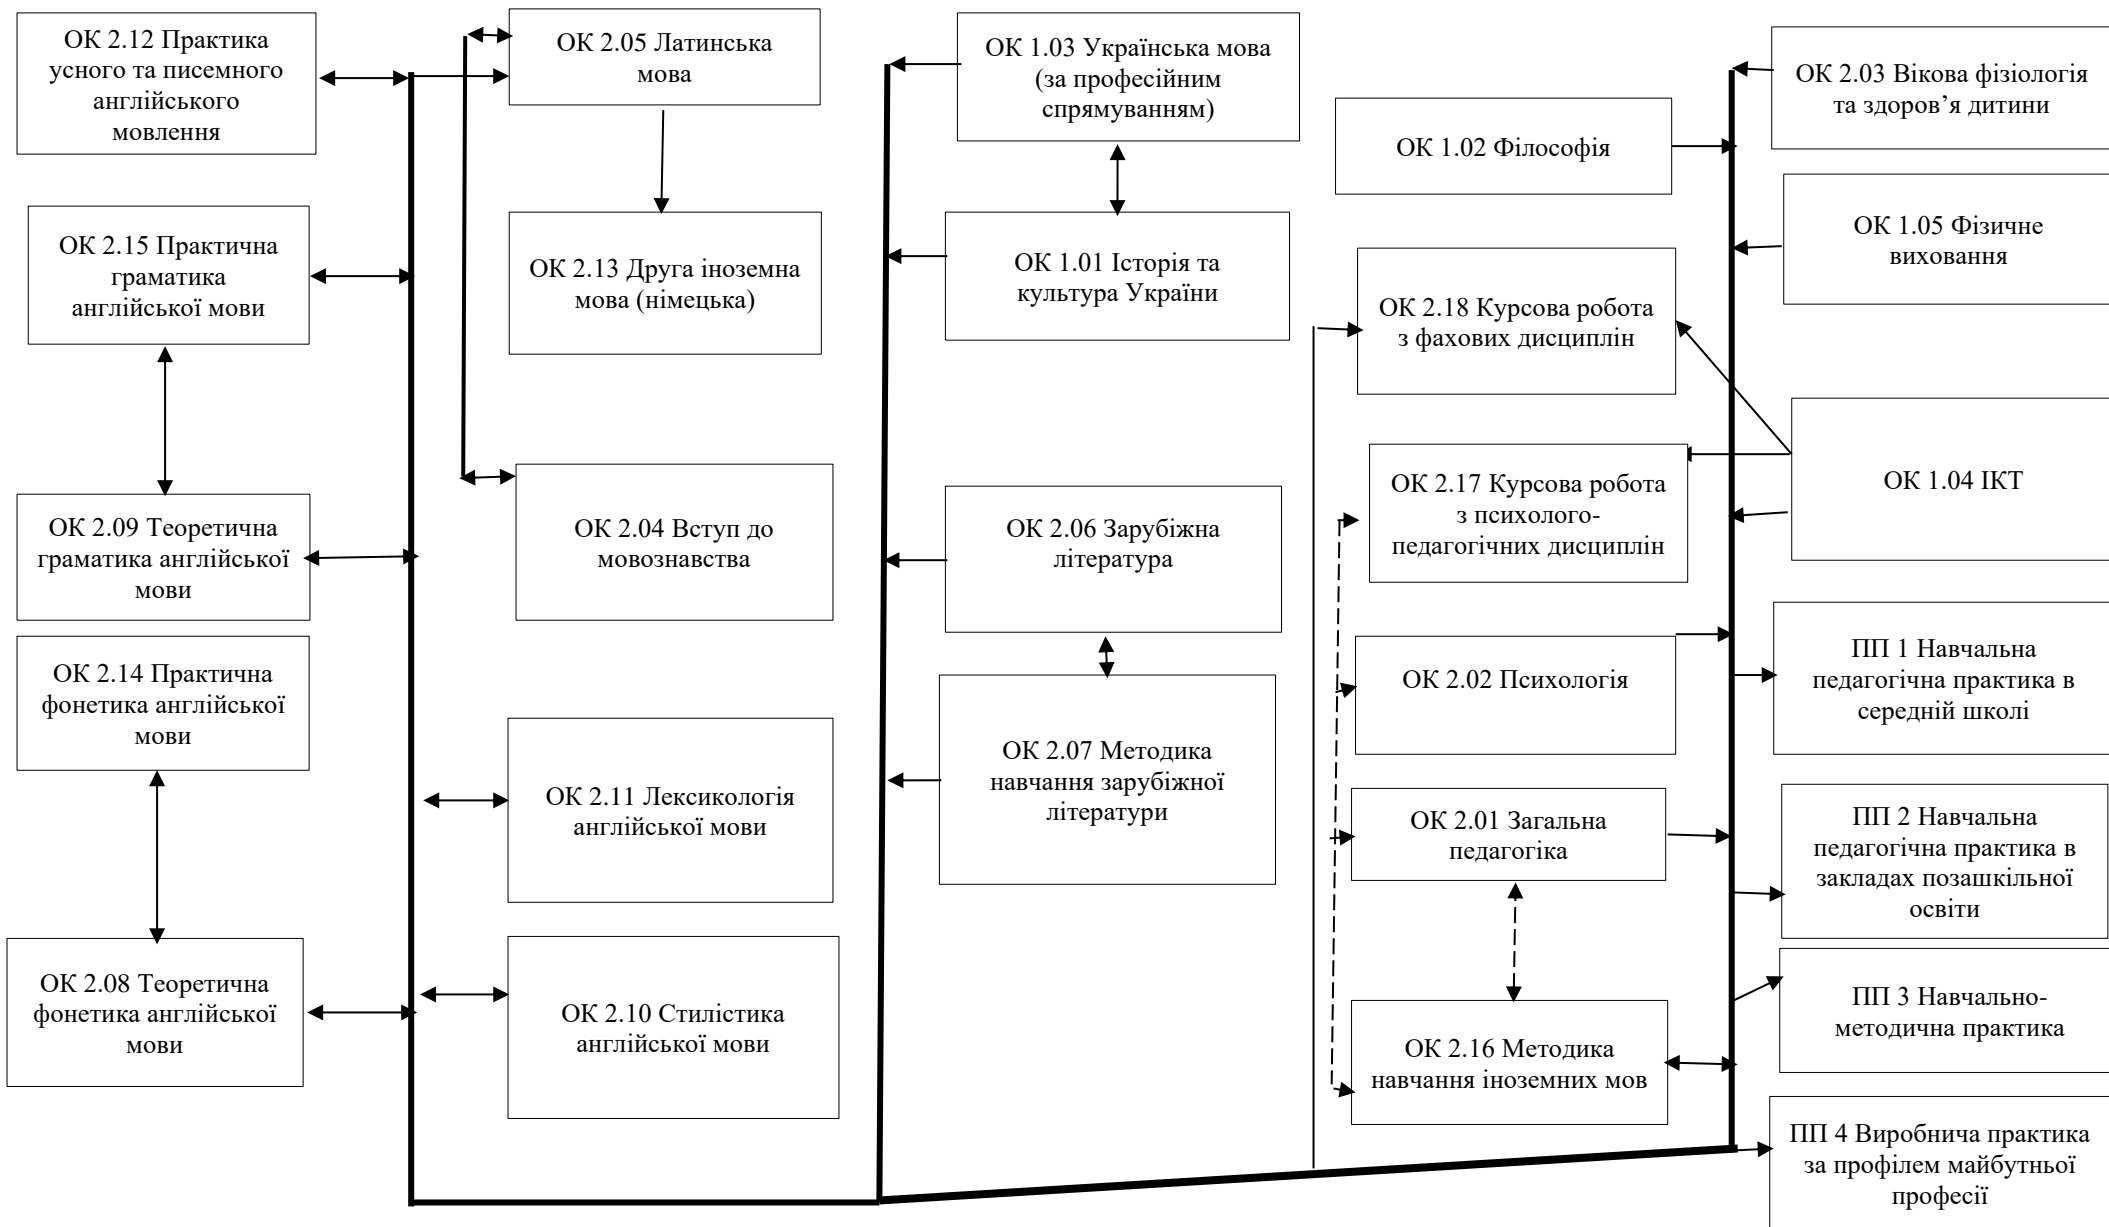 ОК 2.12 Практика
усного та писемного
англійського
мовлення
ОК 2.15 Практична
граматика
англійської мови
ОК 2.09 Теоретична
граматика англійської
мови
ОК 2.14 Практична
фонетика англійської
мови
ОК 2.08 Теоретична
фонетика англійської
мови
ОК 2.05 Латинська
мова
ОК 2.13 Друга іноземна
мова (німецька)
ОК 2.04 Вступ до
мовознавства
ОК 2.11 Лексикологія
англійської мови
ОК 2.10 Стилістика
англійської мови
ОК 1.03 Українська мова
(за професійним
спрямуванням)
ОК 1.01 Історія та
культура України
ОК 2.06 Зарубіжна
література
ОК 2.07 Методика
навчання зарубіжної
літератури
ОК 1.02 Філософія
ОК 2.18 Курсова робота
з фахових дисциплін
ОК 2.17 Курсова робота
з психолого-
педагогічних дисциплін
ОК 2.02 Психологія
ОК 2.01 Загальна
педагогіка
ОК 2.16 Методика
навчання іноземних мов
ОК 2.03 Вікова фізіологія
та здоров’я дитини
ОК 1.05 Фізичне
виховання
ОК 1.04 ІКТ
ПП 1 Навчальна
педагогічна практика в
середній школі
ПП 2 Навчальна
педагогічна практика в
закладах позашкільної
освіти
ПП 3 Навчально-
методична практика
ПП 4 Виробнича практика
за профілем майбутньої
професії